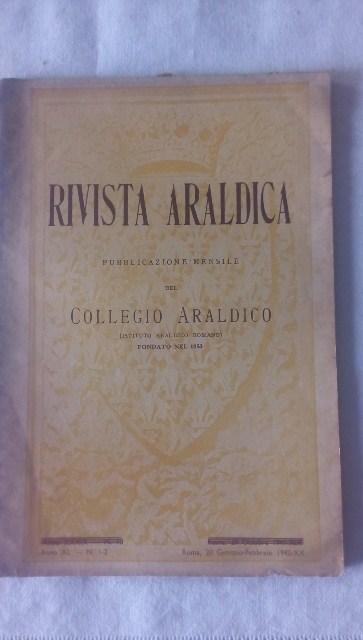 RIVISTA ARALDICA
PUBBLICAZIONE MENSILE
DEL
COLLEGIO ARALDICO
(ISTITUTO ARALDICO ROMANO)
FONDATO NEL 1853
Anno XL — N. 1-2
Roma, 20 Gennaio-Febbraio 1942-XX